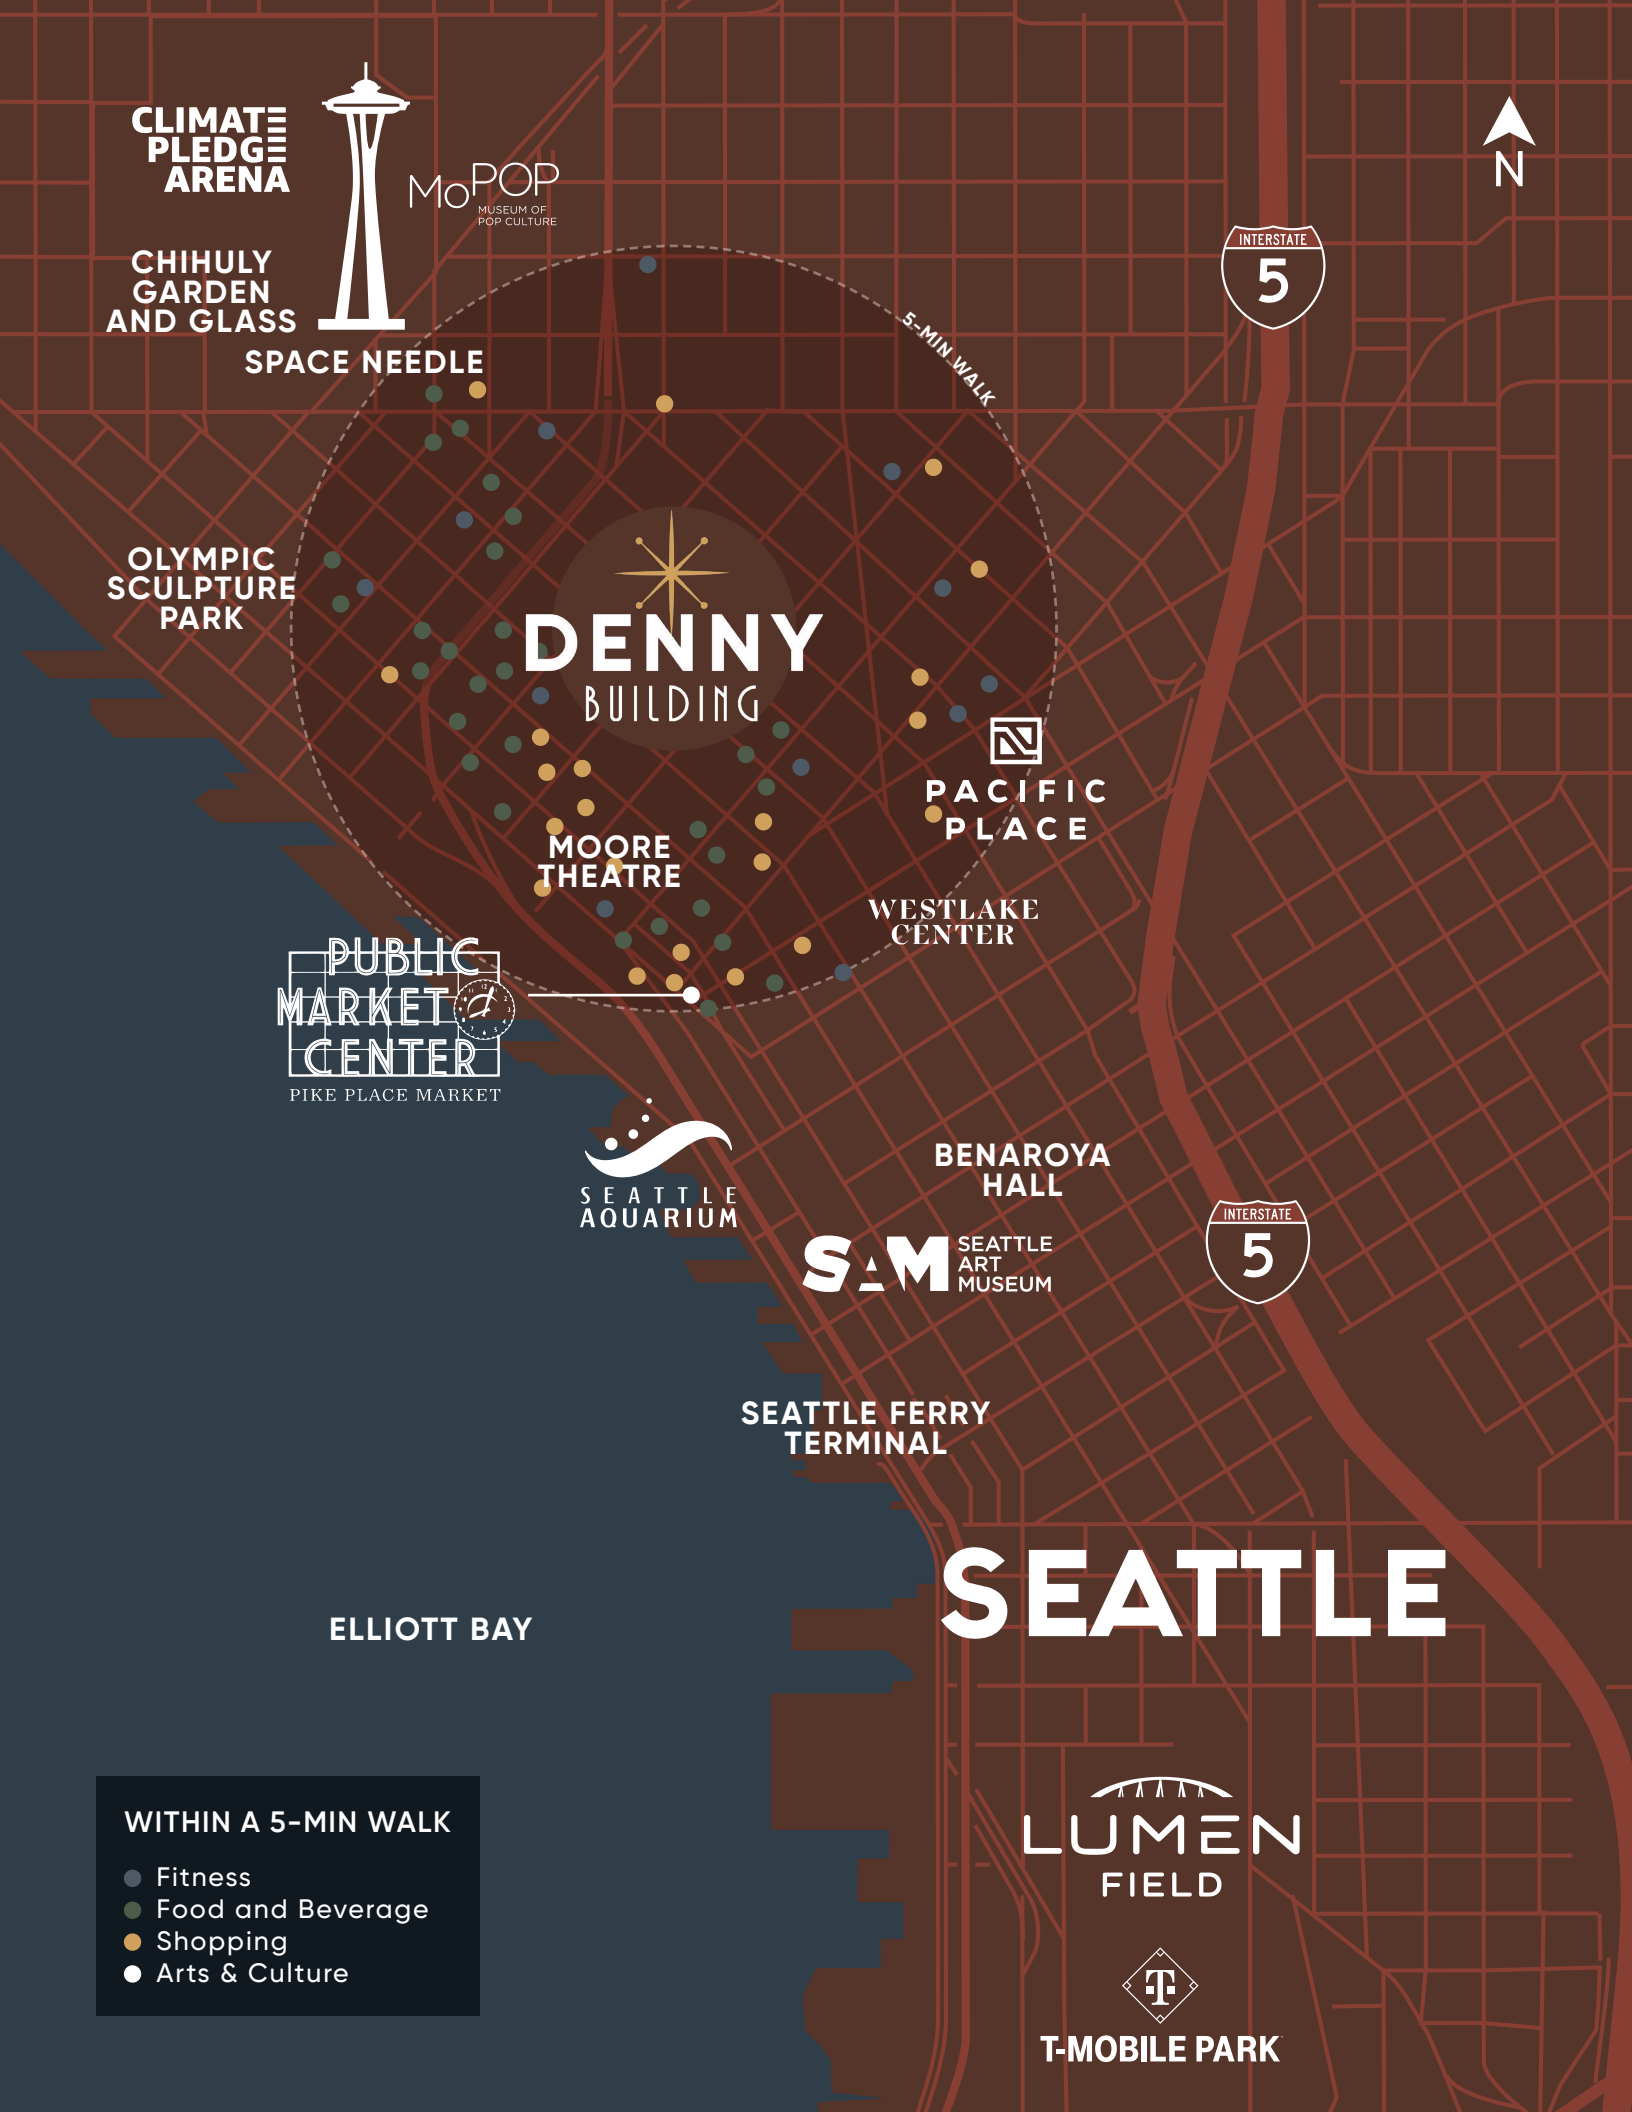 CLIMATE
PLEDGE
ARENA
MoPOP
MUSEUM OF
POP CULTURE
N
INTERSTATE
5
CHIHULY
GARDEN
AND GLASS
SPACE NEEDLE
5-MIN WALK
OLYMPIC
SCULPTURE
PARK
DENNY
BUILDING
PACIFIC
PLACE
MOORE
THEATRE
WESTLAKE
CENTER
PUBLIC
MARKET
CENTER
PIKE PLACE MARKET
SEATTLE
AQUARIUM
BENAROYA
HALL
INTERSTATE
5
SAM
SEATTLE
ART
MUSEUM
SEATTLE FERRY
TERMINAL
SEATTLE
ELLIOTT BAY
LUMEN
FIELD
WITHIN A 5-MIN WALK
Fitness
Food and Beverage
Shopping
Arts & Culture
T
T-MOBILE PARK